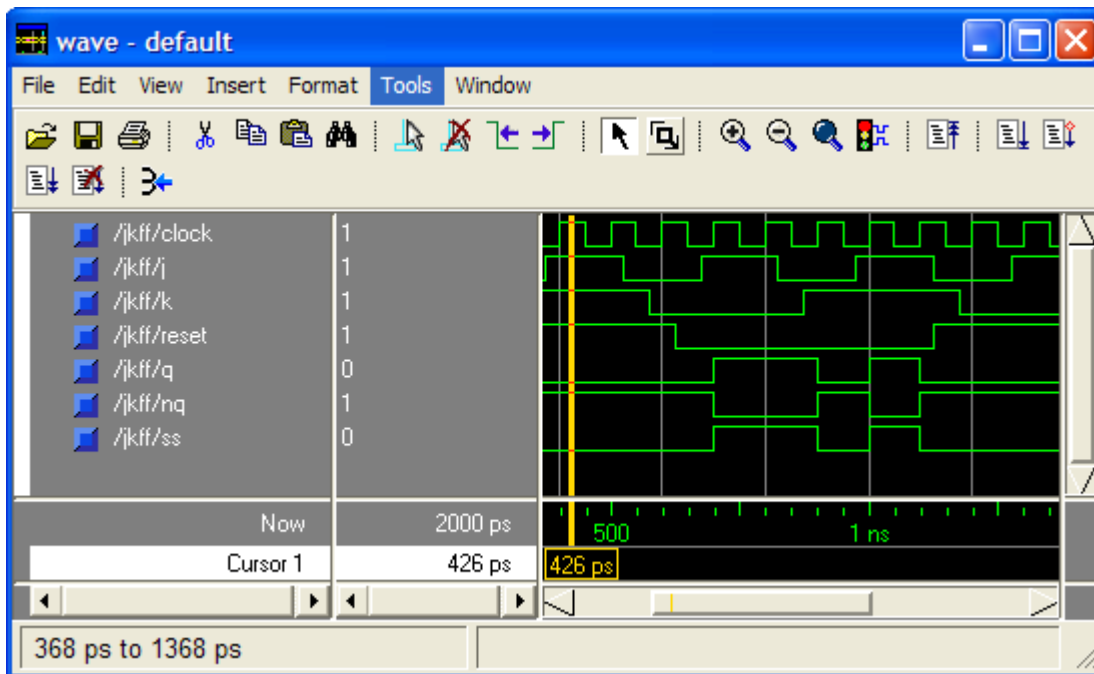 wave - default
File Edit View Insert Format Tools Window
/jkff/clock 1
/jkff/j 1
/jkff/k 1
/jkff/reset 1
/jkff/q 0
/jkff/nq 1
/jkff/ss 0
Now 2000 ps 500 1 ns
Cursor 1 426 ps 426 ps
368 ps to 1368 ps